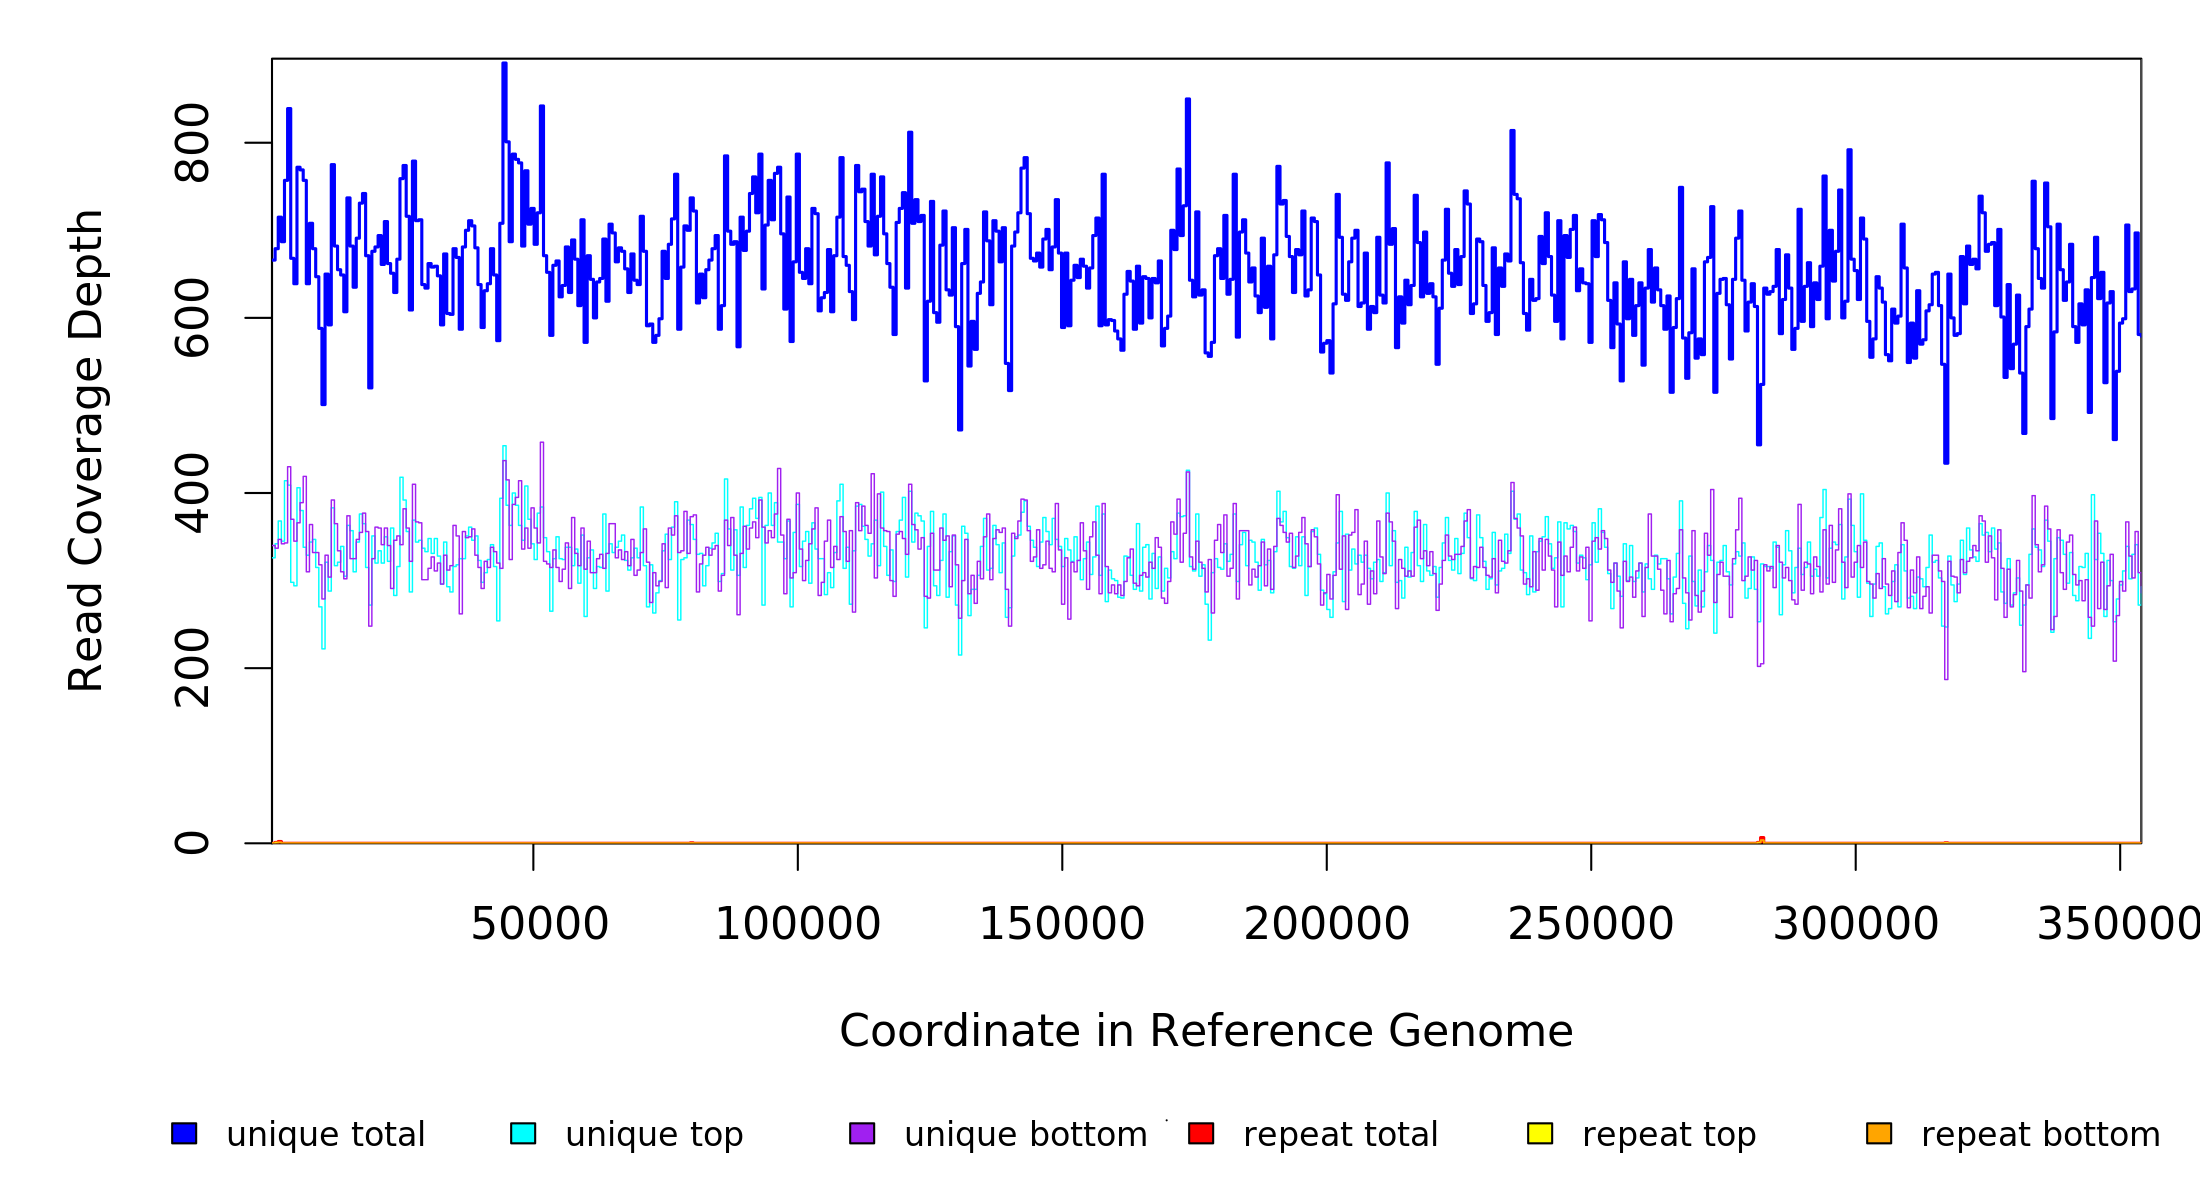 Read Coverage Depth
800
600
400
200
0
50000 100000 150000 200000 250000 300000 350000
Coordinate in Reference Genome
unique total unique top unique bottom repeat total repeat top repeat bottom